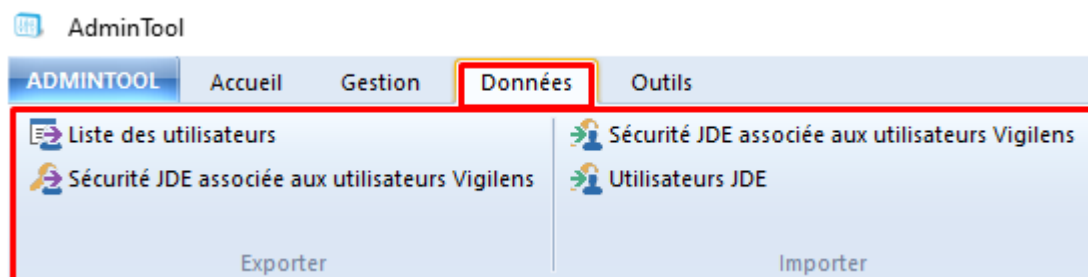 AdminTool
ADMINTOOL Accueil Gestion Données Outils
Liste des utilisateurs
Sécurité JDE associée aux utilisateurs Vigilens
Exporter
Sécurité JDE associée aux utilisateurs Vigilens
Utilisateurs JDE
Importer